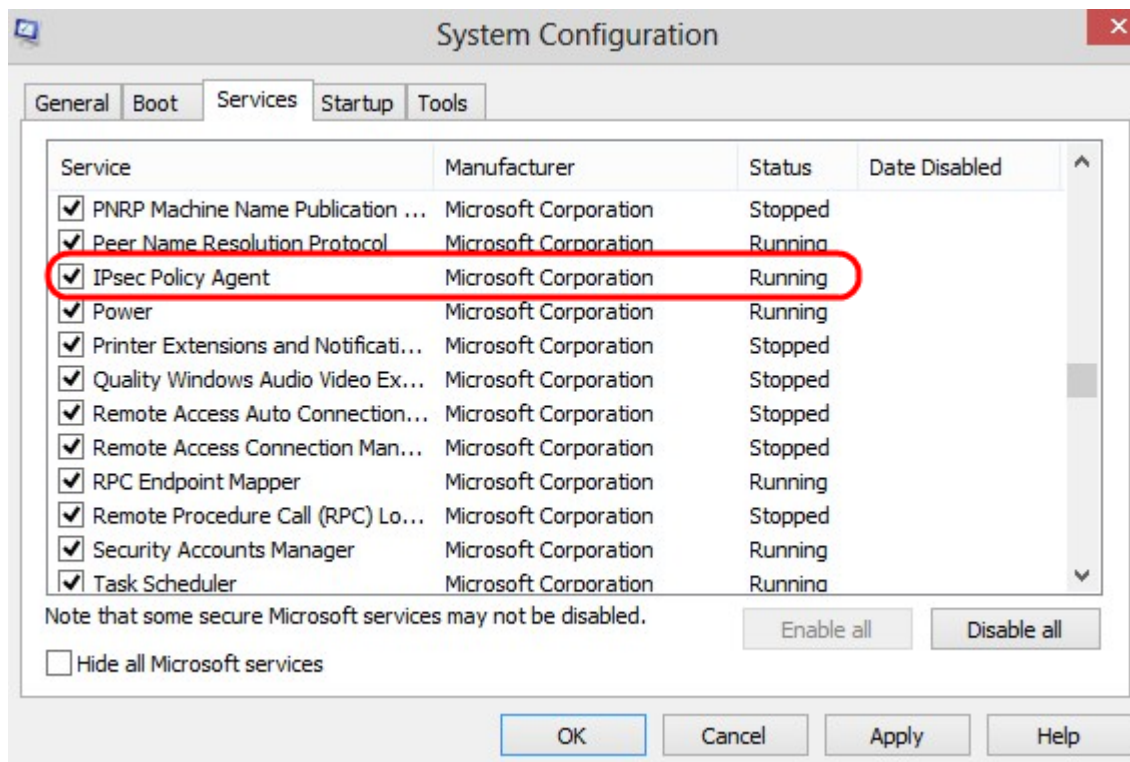 System Configuration
General Boot Services Startup Tools
Service Manufacturer Status Date Disabled
PNRP Machine Name Publication ... Microsoft Corporation Stopped
Peer Name Resolution Protocol Microsoft Corporation Running
IPsec Policy Agent Microsoft Corporation Running
Power Microsoft Corporation Running
Printer Extensions and Notificati... Microsoft Corporation Stopped
Quality Windows Audio Video Ex... Microsoft Corporation Stopped
Remote Access Auto Connection... Microsoft Corporation Stopped
Remote Access Connection Man... Microsoft Corporation Stopped
RPC Endpoint Mapper Microsoft Corporation Running
Remote Procedure Call (RPC) Lo... Microsoft Corporation Stopped
Security Accounts Manager Microsoft Corporation Running
Task Scheduler Microsoft Corporation Running
Note that some secure Microsoft services may not be disabled.
Enable all Disable all
Hide all Microsoft services
OK Cancel Apply Help